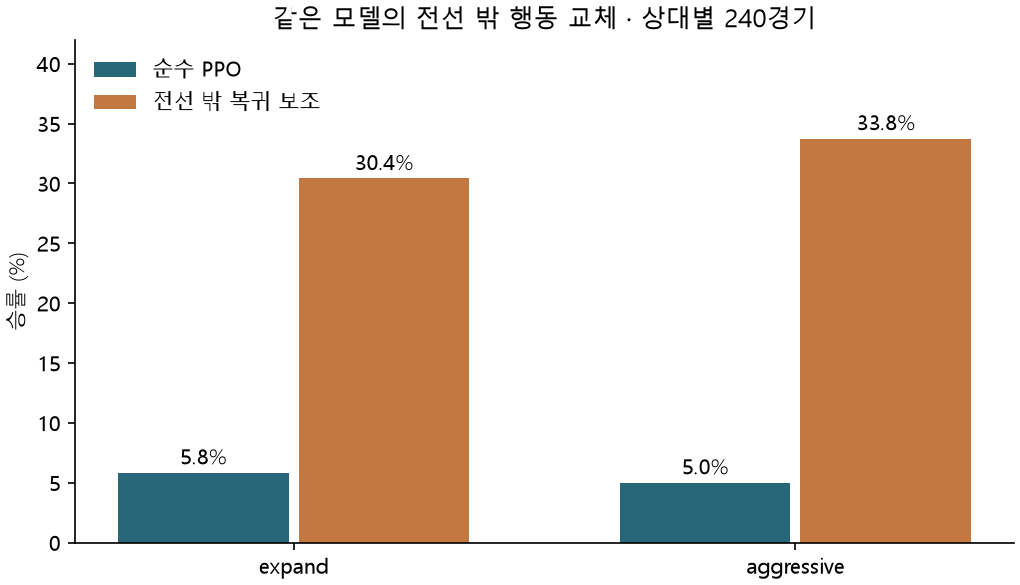 같은 모델의 전선 밖 행동 교체 · 상대별 240경기
순수 PPO
전선 밖 복귀 보조
승률 (%)
40
35
30
25
20
15
10
5
0
5.8%
30.4%
5.0%
33.8%
expand
aggressive